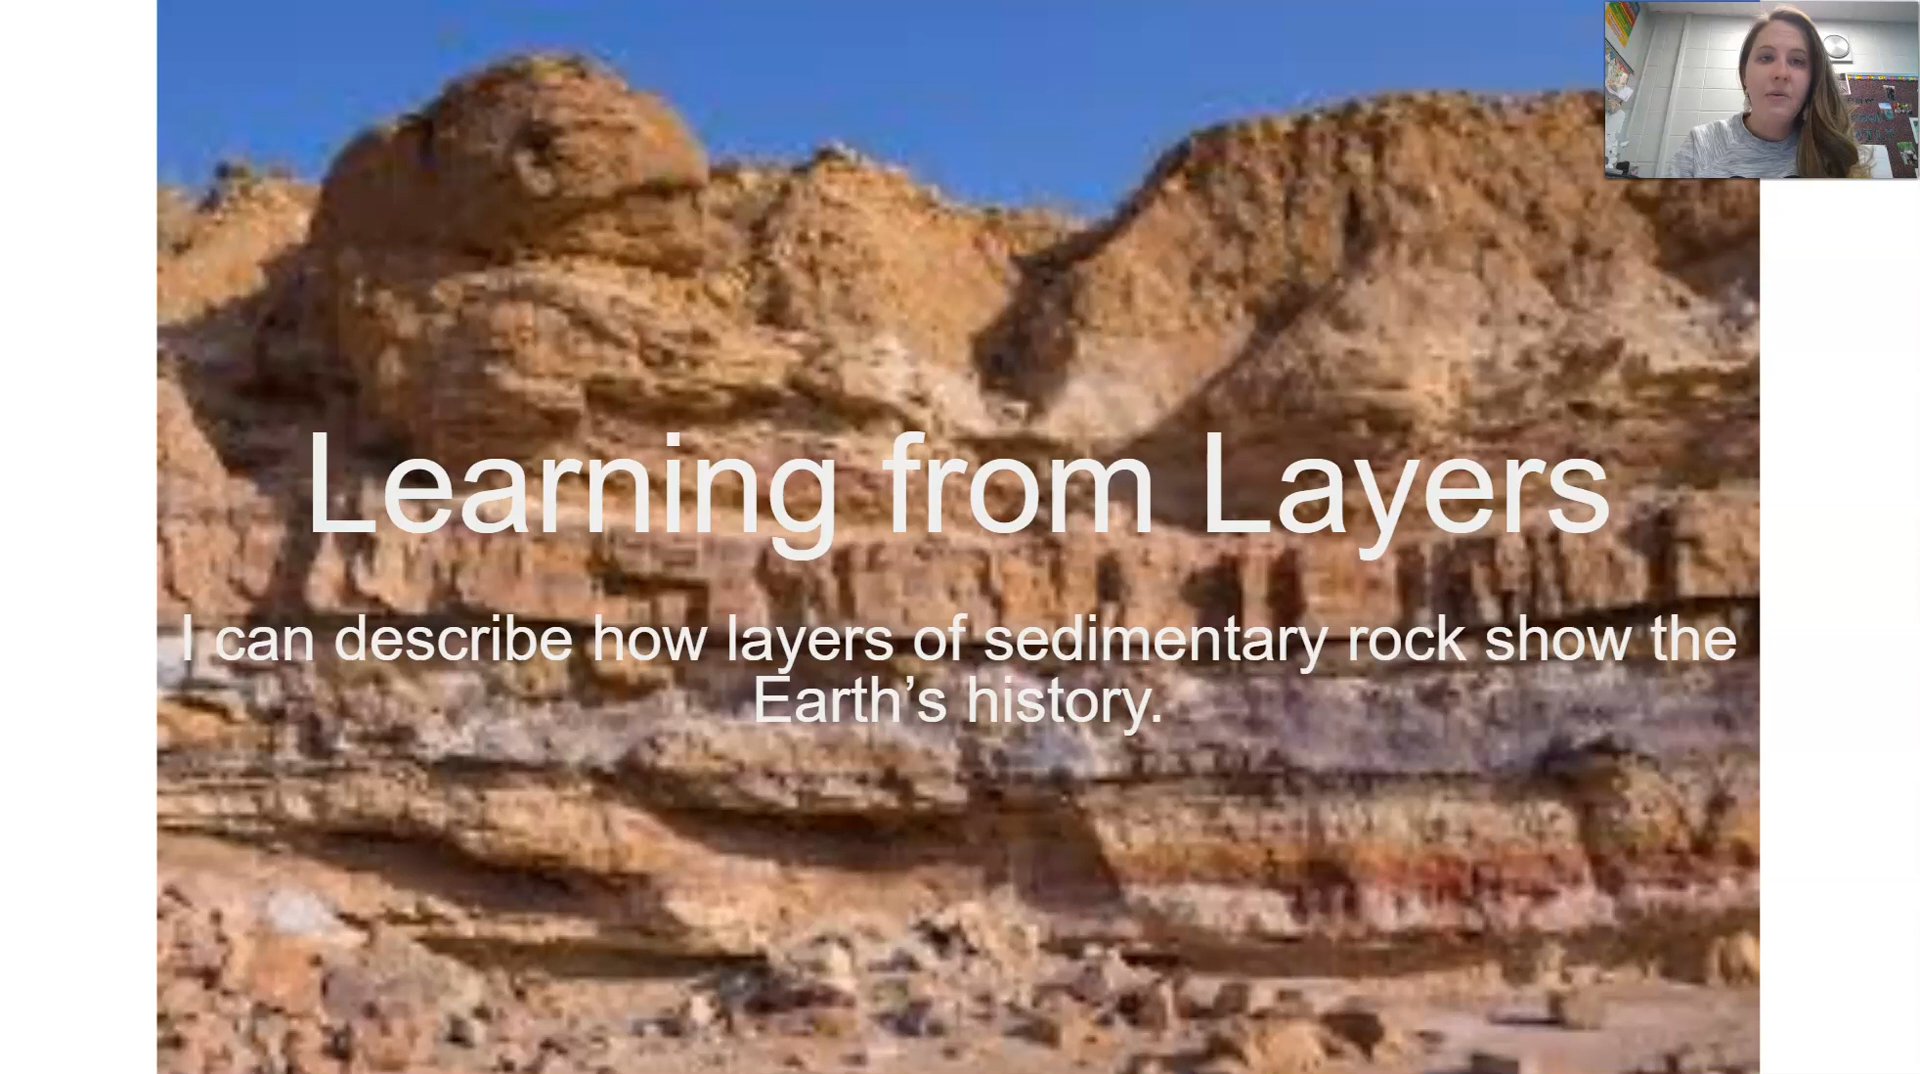 Learning from Layers
I can describe how layers of sedimentary rock show the
Earth’s history.